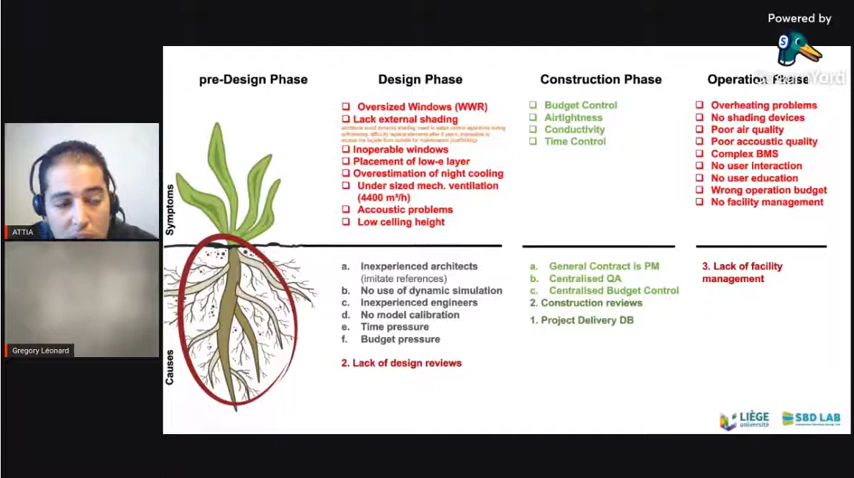 Powered by
StreamYard
pre-Design Phase
Design Phase
Construction Phase
Operation Phase
Symptoms
Oversized Windows (WWR)
Lack external shading
Inoperable windows
Placement of low-e layer
Overestimation of night cooling
Under sized mech. ventilation
(4400 m³/h)
Accoustic problems
Low celling height
Budget Control
Airtightness
Conductivity
Time Control
Overheating problems
No shading devices
Poor air quality
Poor accoustic quality
Complex BMS
No user interaction
No user education
Wrong operation budget
No facility management
Causes
a. Inexperienced architects
(imitate references)
b. No use of dynamic simulation
c. Inexperienced engineers
d. No model calibration
e. Time pressure
f. Budget pressure
2. Lack of design reviews
a. General Contract is PM
b. Centralised QA
c. Centralised Budget Control
2. Construction reviews
1. Project Delivery DB
3. Lack of facility
management
ATTIA
Gregory Léonard
LIÈGE
université
SBD LAB